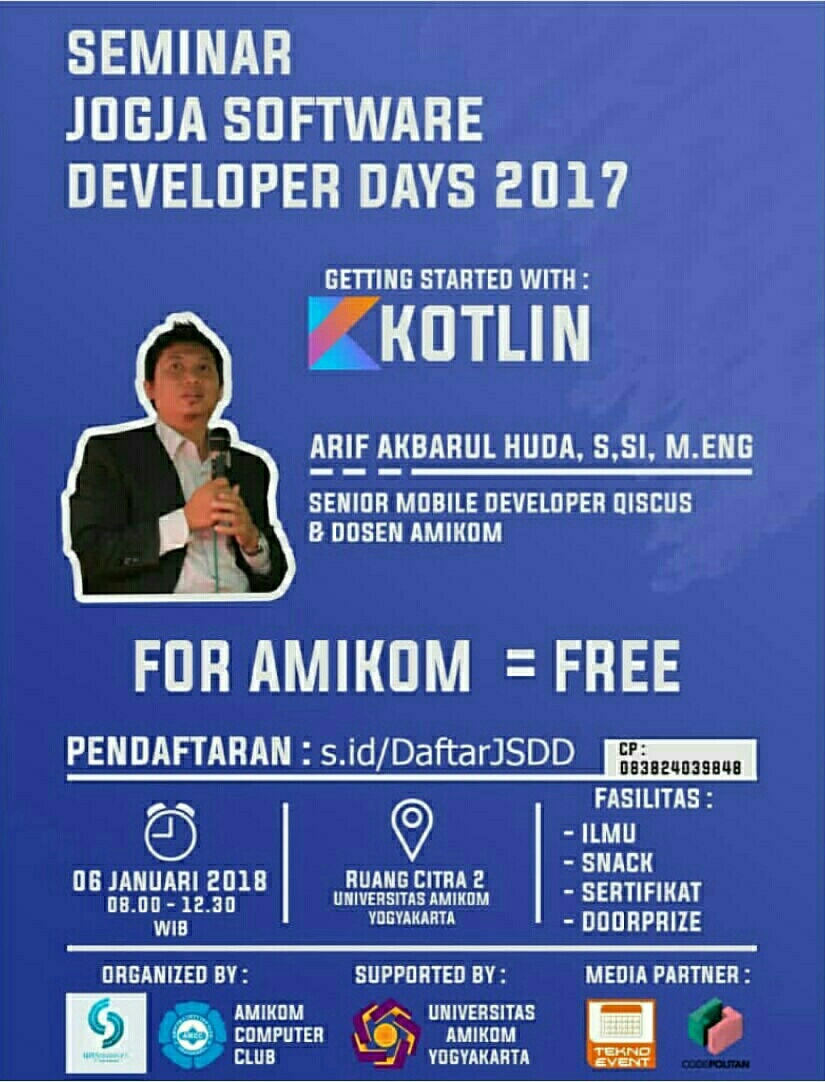 SEMINAR
JOGJA SOFTWARE
DEVELOPER DAYS 2017
GETTING STARTED WITH :
KOTLIN
ARIF AKBARUL HUDA, S,SI, M.ENG
SENIOR MOBILE DEVELOPER QISCUS
& DOSEN AMIKOM
FOR AMIKOM = FREE
PENDAFTARAN : s.id/DaftarJSDD
CP :
083824039848
06 JANUARI 2018
08.00 - 12.30
WIB
RUANG CITRA 2
UNIVERSITAS AMIKOM
YOGYAKARTA
FASILITAS :
- ILMU
- SNACK
- SERTIFIKAT
- DOORPRIZE
ORGANIZED BY :
AMCC
AMIKOM
COMPUTER
CLUB
SUPPORTED BY :
UNIVERSITAS
AMIKOM
YOGYAKARTA
MEDIA PARTNER :
TEKNO
EVENT
CODEPOLITAN